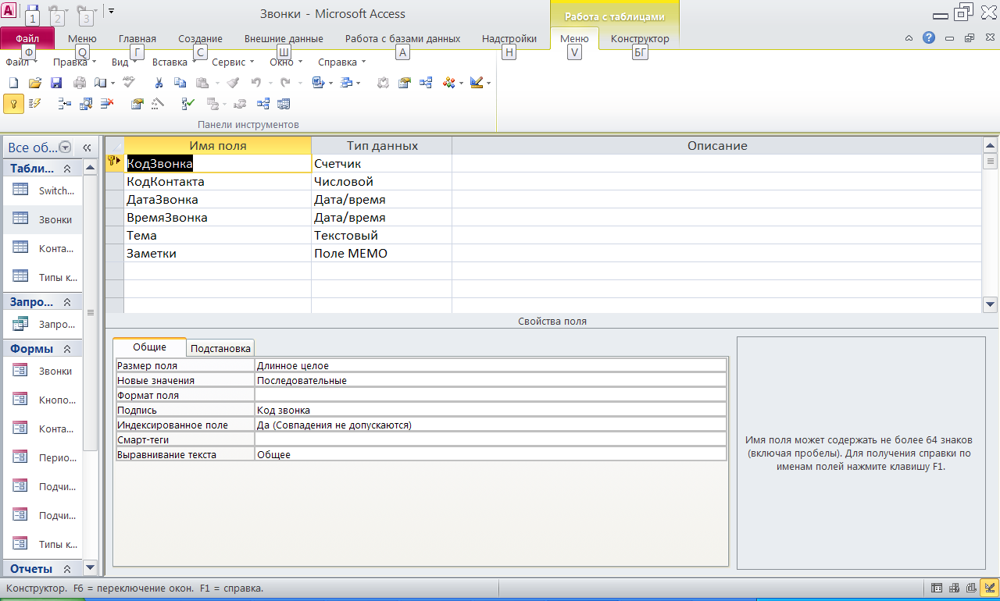 Звонки - Microsoft Access
Работа с таблицами
1 2 3
Файл Меню Главная Создание Внешние данные Работа с базами данных Надстройки Меню Конструктор
Ф Q Г С Ш А Н V БГ
Файл Правка Вид Вставка Сервис Окно Справка
Панели инструментов
Все об...
Табли...
Switch...
Звонки
Конта...
Типы к...
Запро...
Запро...
Формы
Звонки
Кнопо...
Конта...
Перио...
Подчи...
Подчи...
Типы к...
Отчеты
Имя поля Тип данных Описание
КодЗвонка Счетчик
КодКонтакта Числовой
ДатаЗвонка Дата/время
ВремяЗвонка Дата/время
Тема Текстовый
Заметки Поле МЕМО
Свойства поля
Общие Подстановка
Размер поля Длинное целое
Новые значения Последовательные
Формат поля
Подпись Код звонка
Индексированное поле Да (Совпадения не допускаются)
Смарт-теги
Выравнивание текста Общее
Имя поля может содержать не более 64 знаков
(включая пробелы). Для получения справки по
именам полей нажмите клавишу F1.
Конструктор. F6 = переключение окон. F1 = справка.